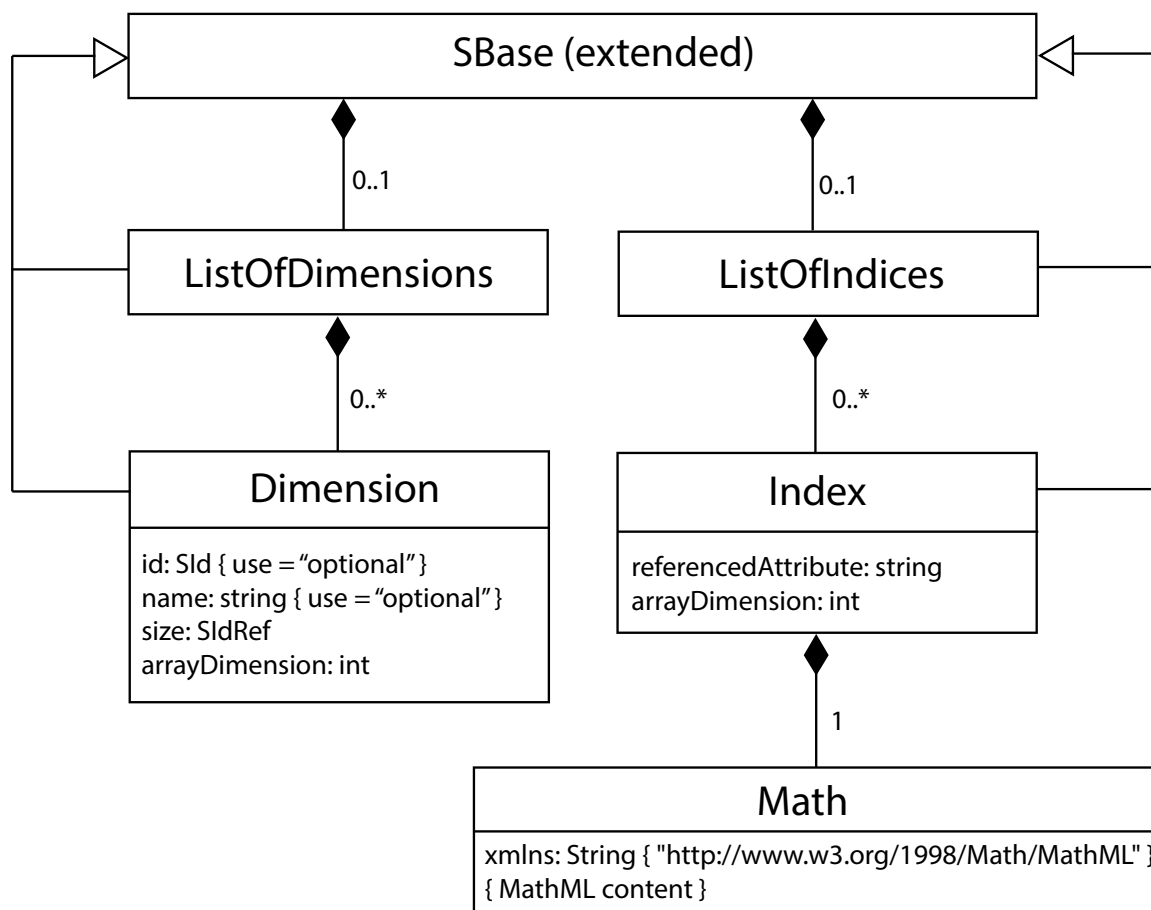 SBase (extended)
0..1
0..1
ListOfDimensions
ListOfIndices
0..*
0..*
Dimension
id: SId { use = “optional” }
name: string { use = “optional” }
size: SIdRef
arrayDimension: int
Index
referencedAttribute: string
arrayDimension: int
1
Math
xmlns: String { "http://www.w3.org/1998/Math/MathML" }
{ MathML content }